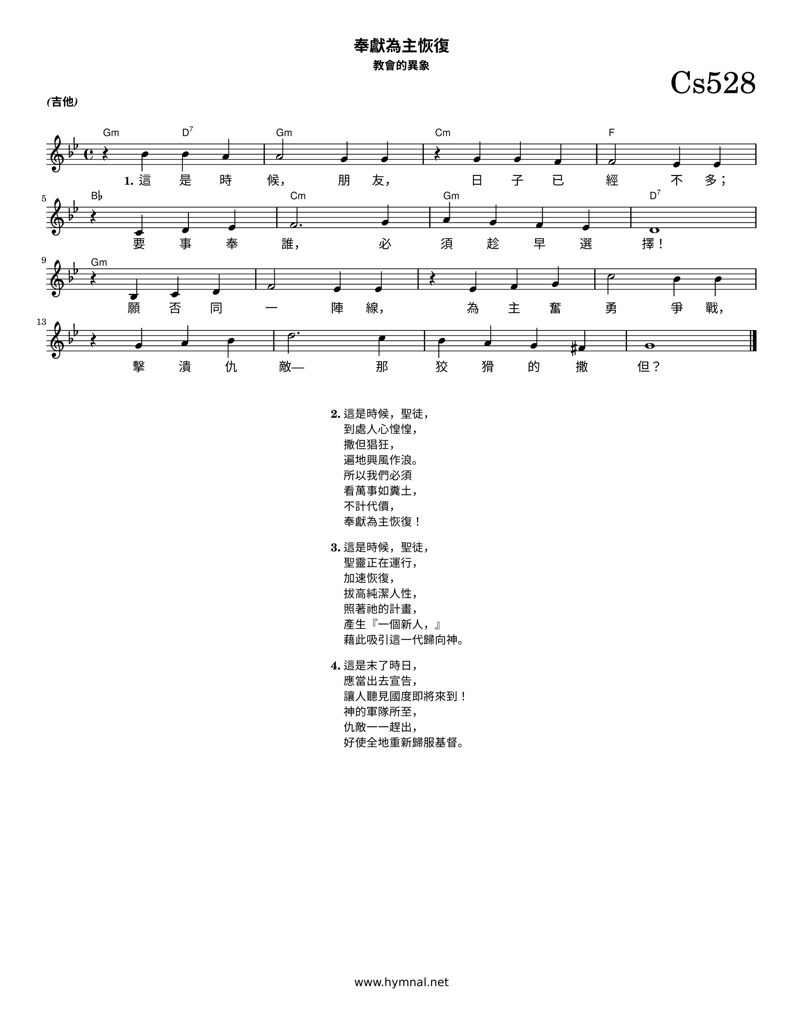 奉獻為主恢復
教會的異象
Cs528
(吉他)
Gm D7 Gm Cm F
1. 這 是 時 候， 朋 友， 日 子 已 經 不 多；
5 B♭ Cm Gm D7
要 事 奉 誰， 必 須 趁 早 選 擇！
9 Gm
願 否 同 一 陣 線， 為 主 奮 勇 爭 戰，
13
擊 潰 仇 敵— 那 狡 猾 的 撒 但？
2. 這是時候，聖徒，
到處人心惶惶，
撒但猖狂，
遍地興風作浪。
所以我們必須
看萬事如糞土，
不計代價，
奉獻為主恢復！
3. 這是時候，聖徒，
聖靈正在運行，
加速恢復，
拔高純潔人性，
照著祂的計畫，
產生『一個新人，』
藉此吸引這一代歸向神。
4. 這是末了時日，
應當出去宣告，
讓人聽見國度即將來到！
神的軍隊所至，
仇敵一一趕出，
好使全地重新歸服基督。
www.hymnal.net